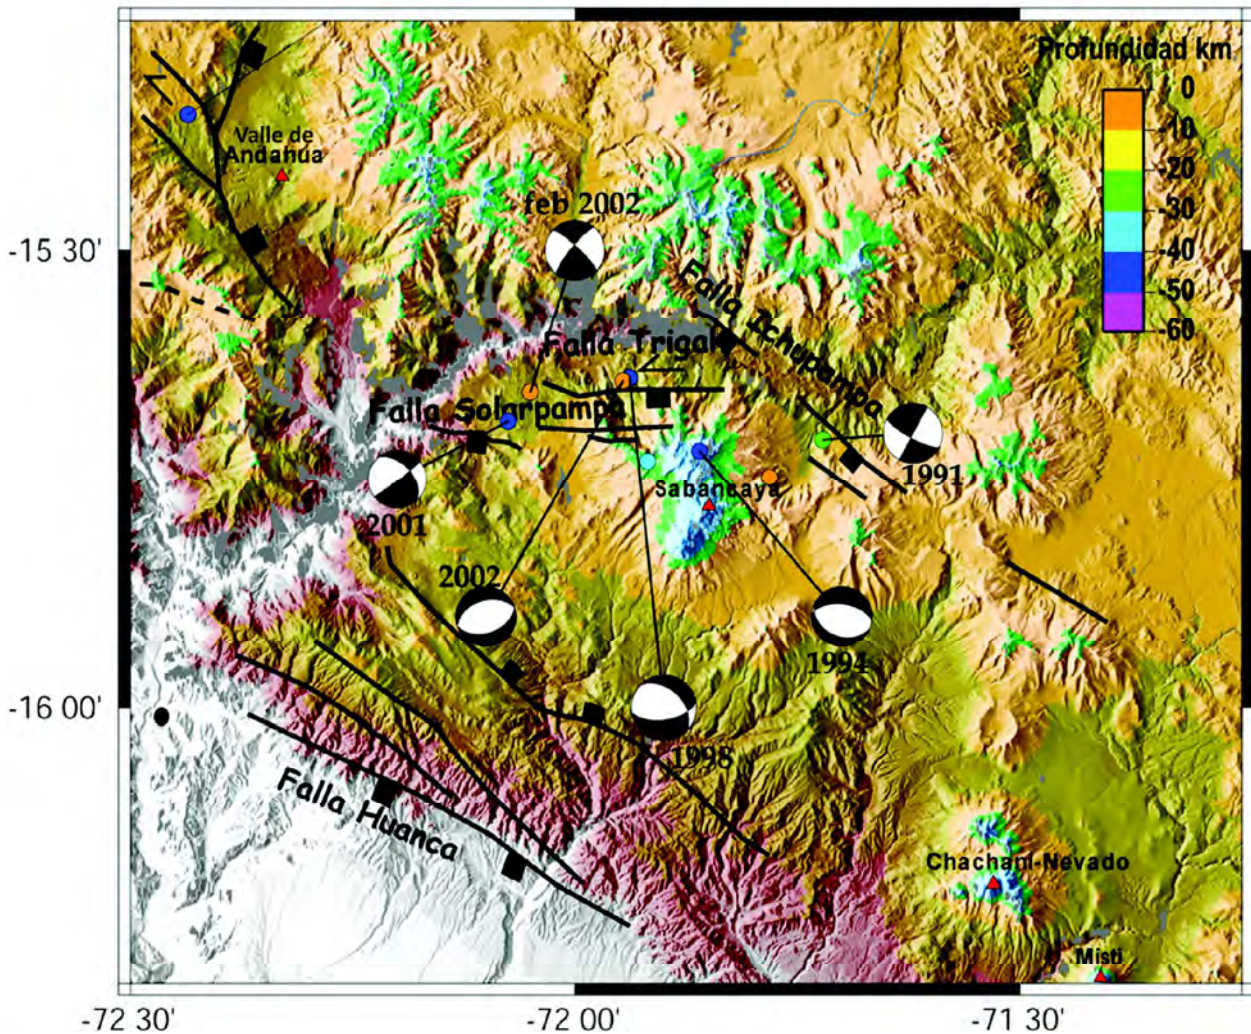 Profundidad km
0
-10
-20
-30
-40
-50
-60
Valle de
Andahua
feb 2002
-15 30'
Falla Ichupampa
Falla Trigal
Falla Solarpampa
1991
Sabancaya
2001
2002
1994
-16 00'
1998
Falla Huanca
Chachani-Nevado
Misti
-72 30'
-72 00'
-71 30'